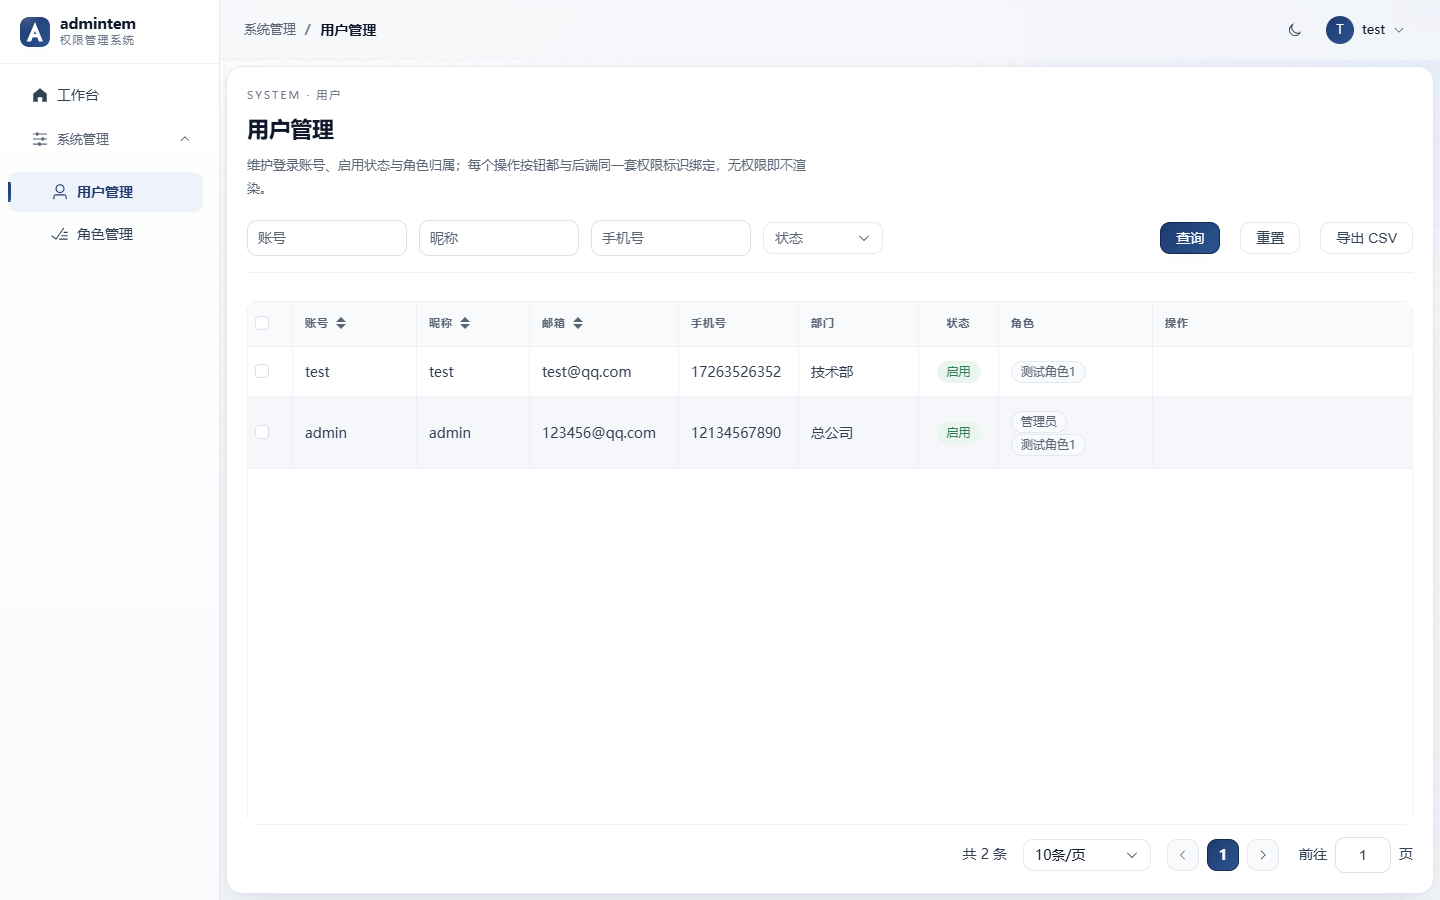 admintem
权限管理系统
工作台
系统管理
用户管理
角色管理
系统管理 / 用户管理
T test
SYSTEM · 用户
用户管理
维护登录账号、启用状态与角色归属；每个操作按钮都与后端同一套权限标识绑定，无权限即不渲
染。
账号 昵称 手机号 状态 查询 重置 导出 CSV
账号 昵称 邮箱 手机号 部门 状态 角色 操作
test test test@qq.com 17263526352 技术部 启用 测试角色1
admin admin 123456@qq.com 12134567890 总公司 启用 管理员
测试角色1
共 2 条 10条/页 1 前往 1 页